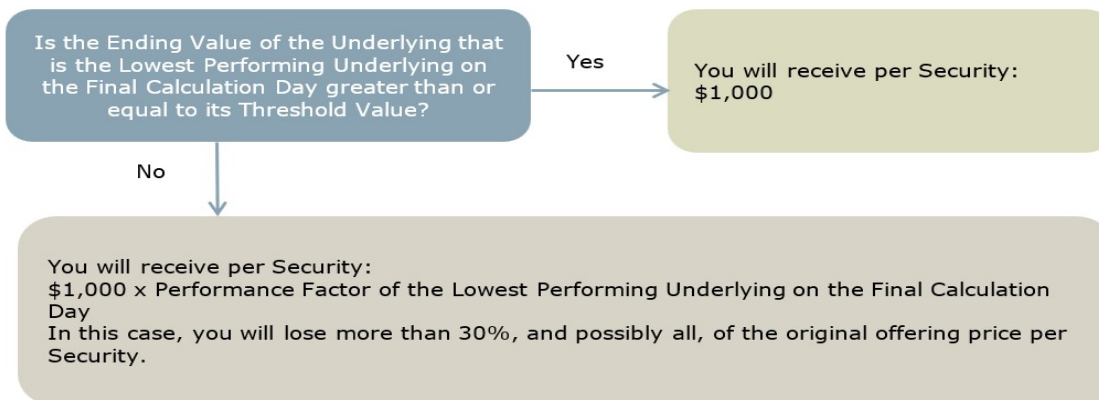 Is the Ending Value of the Underlying that
is the Lowest Performing Underlying on
the Final Calculation Day greater than or
equal to its Threshold Value?
Yes
You will receive per Security:
$1,000
No
You will receive per Security:
$1,000 x Performance Factor of the Lowest Performing Underlying on the Final Calculation
Day
In this case, you will lose more than 30%, and possibly all, of the original offering price per
Security.